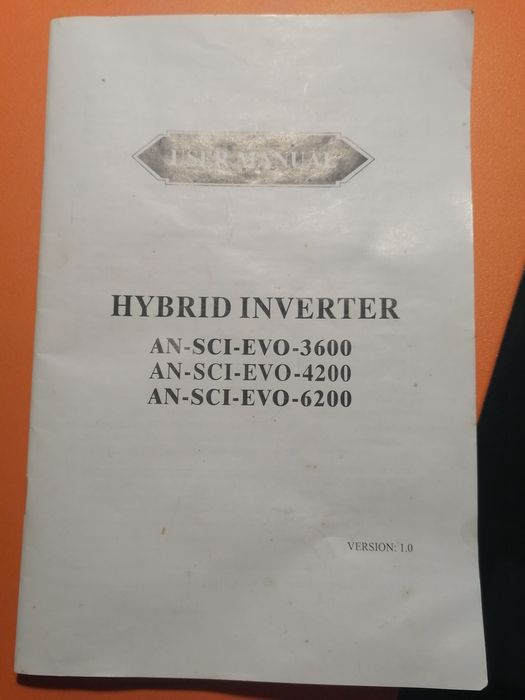 USER MANUAL
HYBRID INVERTER
AN-SCI-EVO-3600
AN-SCI-EVO-4200
AN-SCI-EVO-6200
VERSION: 1.0